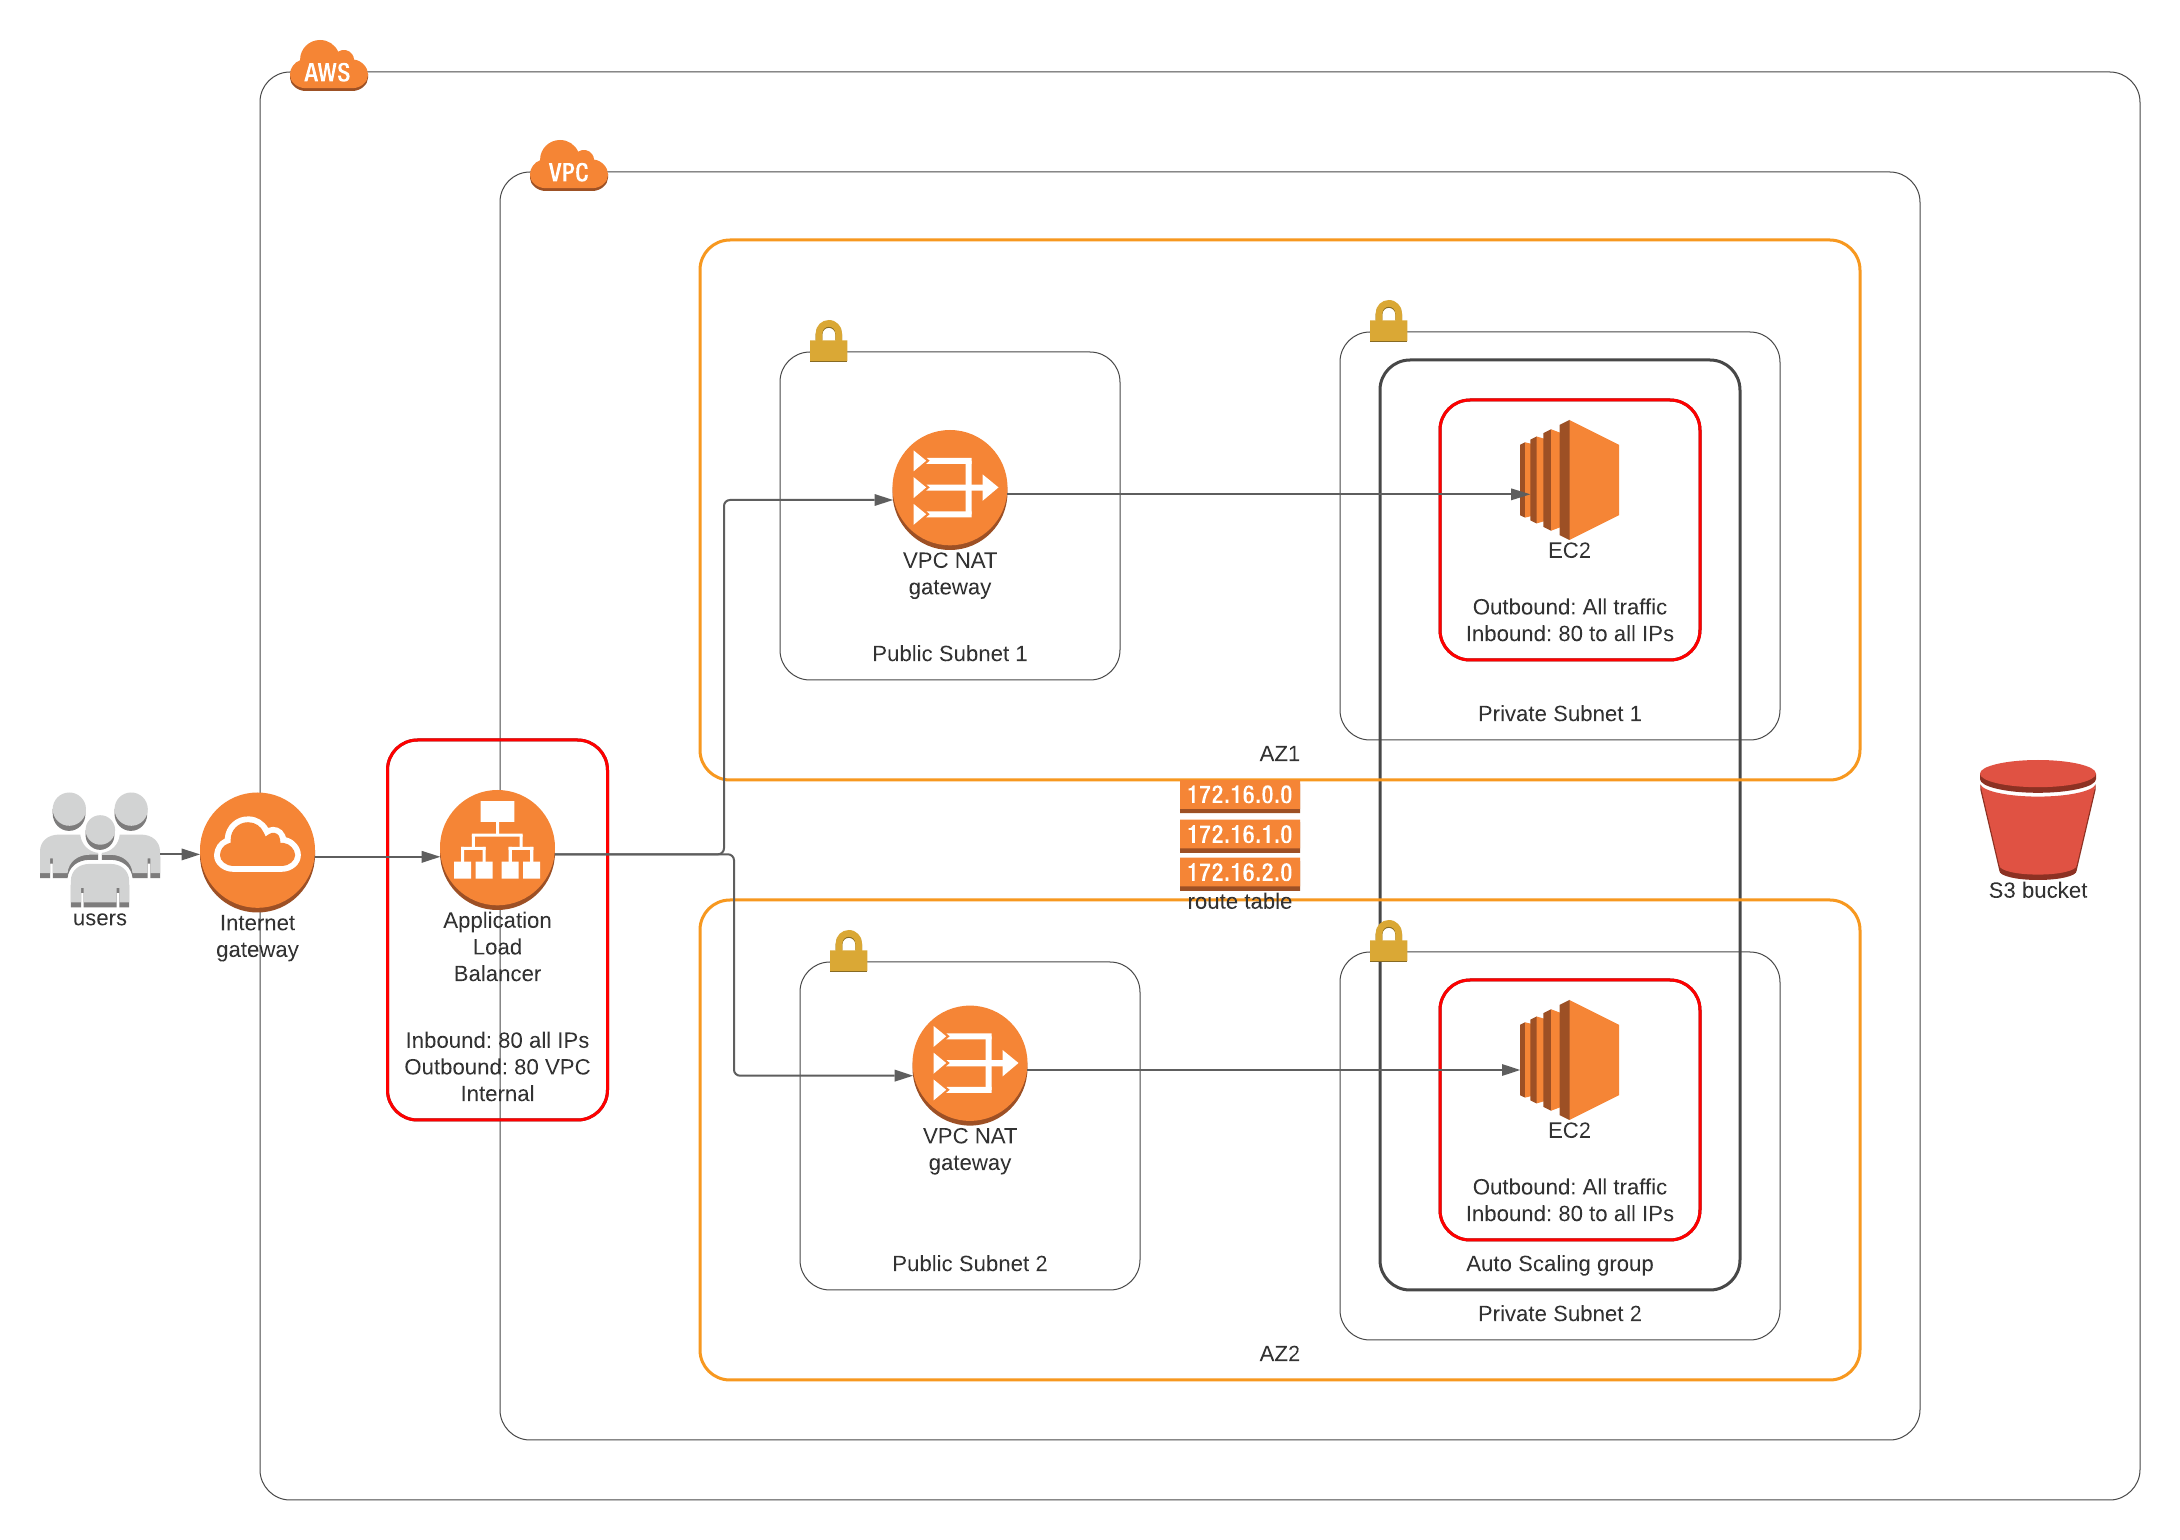 AWS
VPC
EC2
VPC NAT
gateway
Outbound: All traffic
Inbound: 80 to all IPs
Public Subnet 1
Private Subnet 1
AZ1
172.16.0.0
172.16.1.0
172.16.2.0
route table
users
Internet
gateway
Application
Load
Balancer
Inbound: 80 all IPs
Outbound: 80 VPC
Internal
S3 bucket
VPC NAT
gateway
EC2
Outbound: All traffic
Inbound: 80 to all IPs
Public Subnet 2
Auto Scaling group
Private Subnet 2
AZ2